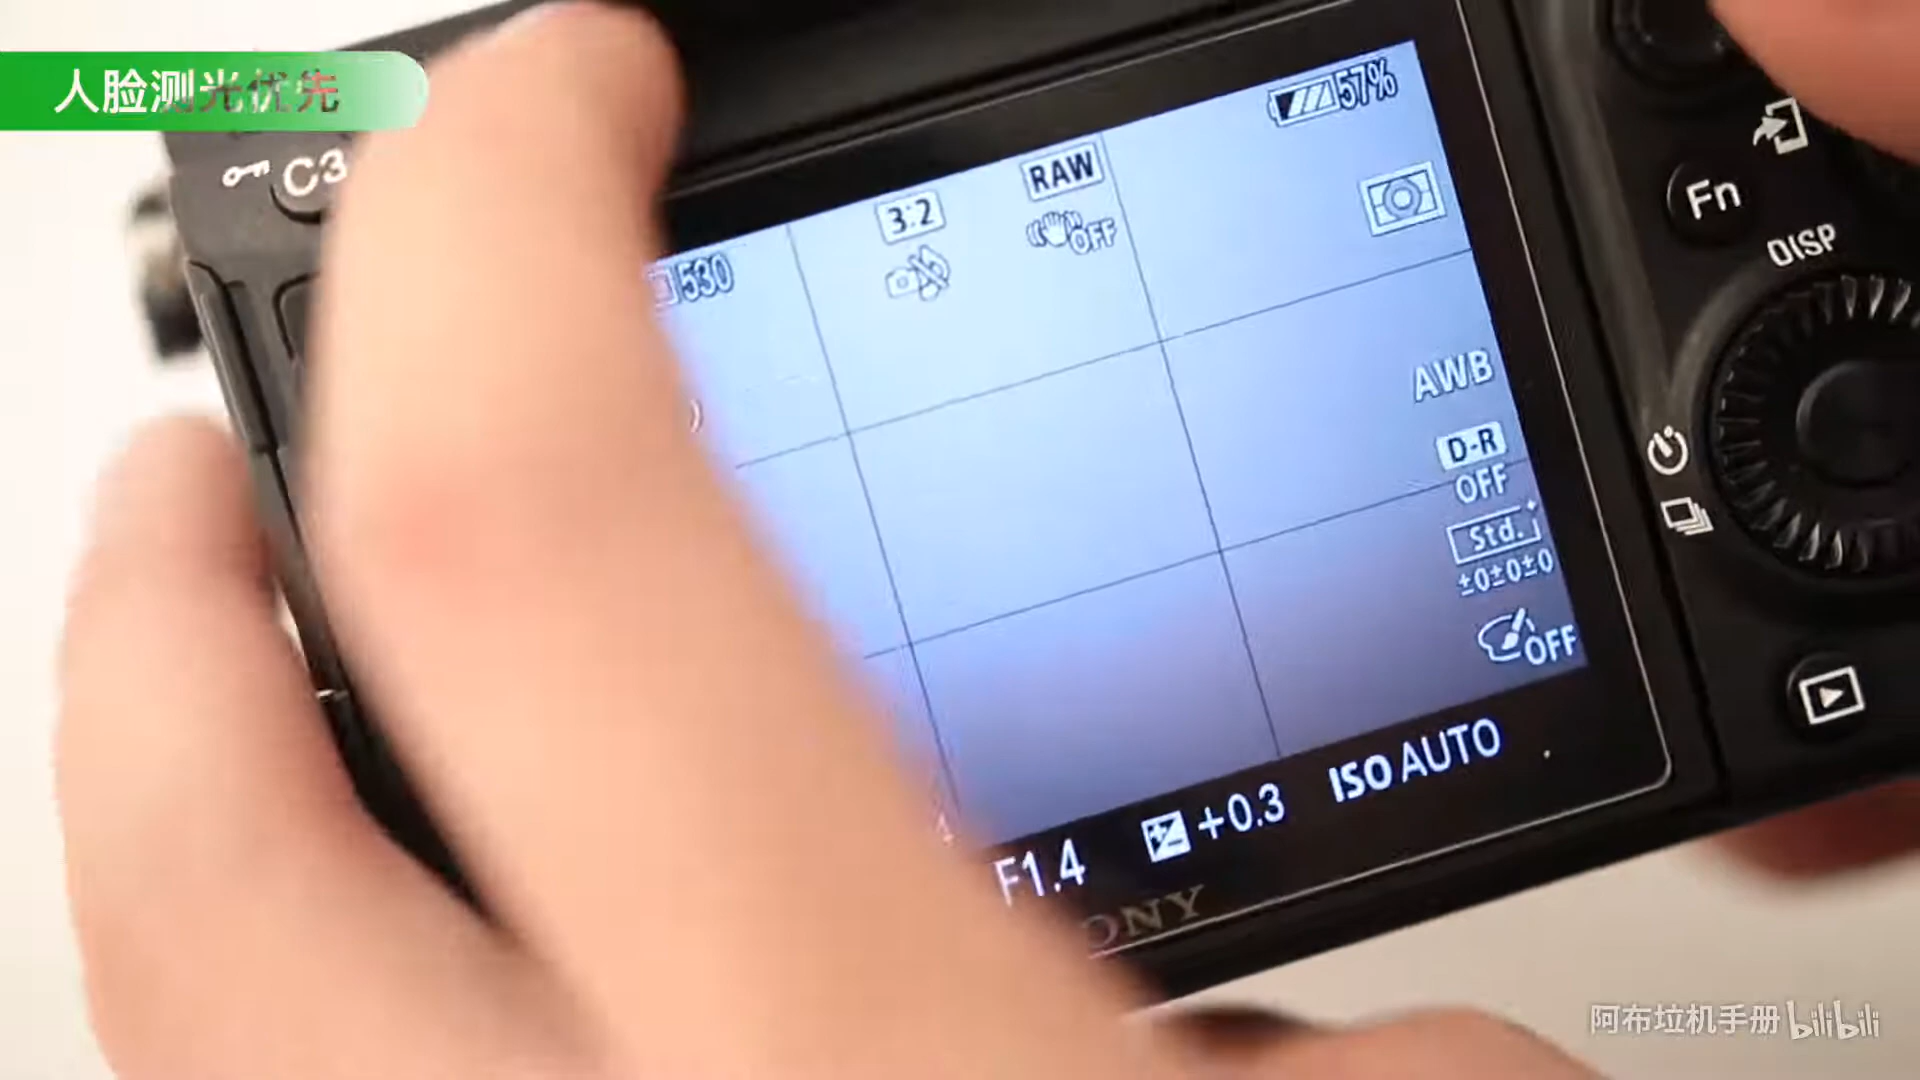 人脸测光优先
C3
57%
RAW
3:2
OFF
530
Fn
DISP
AWB
D-R
OFF
Std.
±0±0±0
OFF
F1.4
+0.3
ISO AUTO
ONY
阿布垃机手册 bilibili